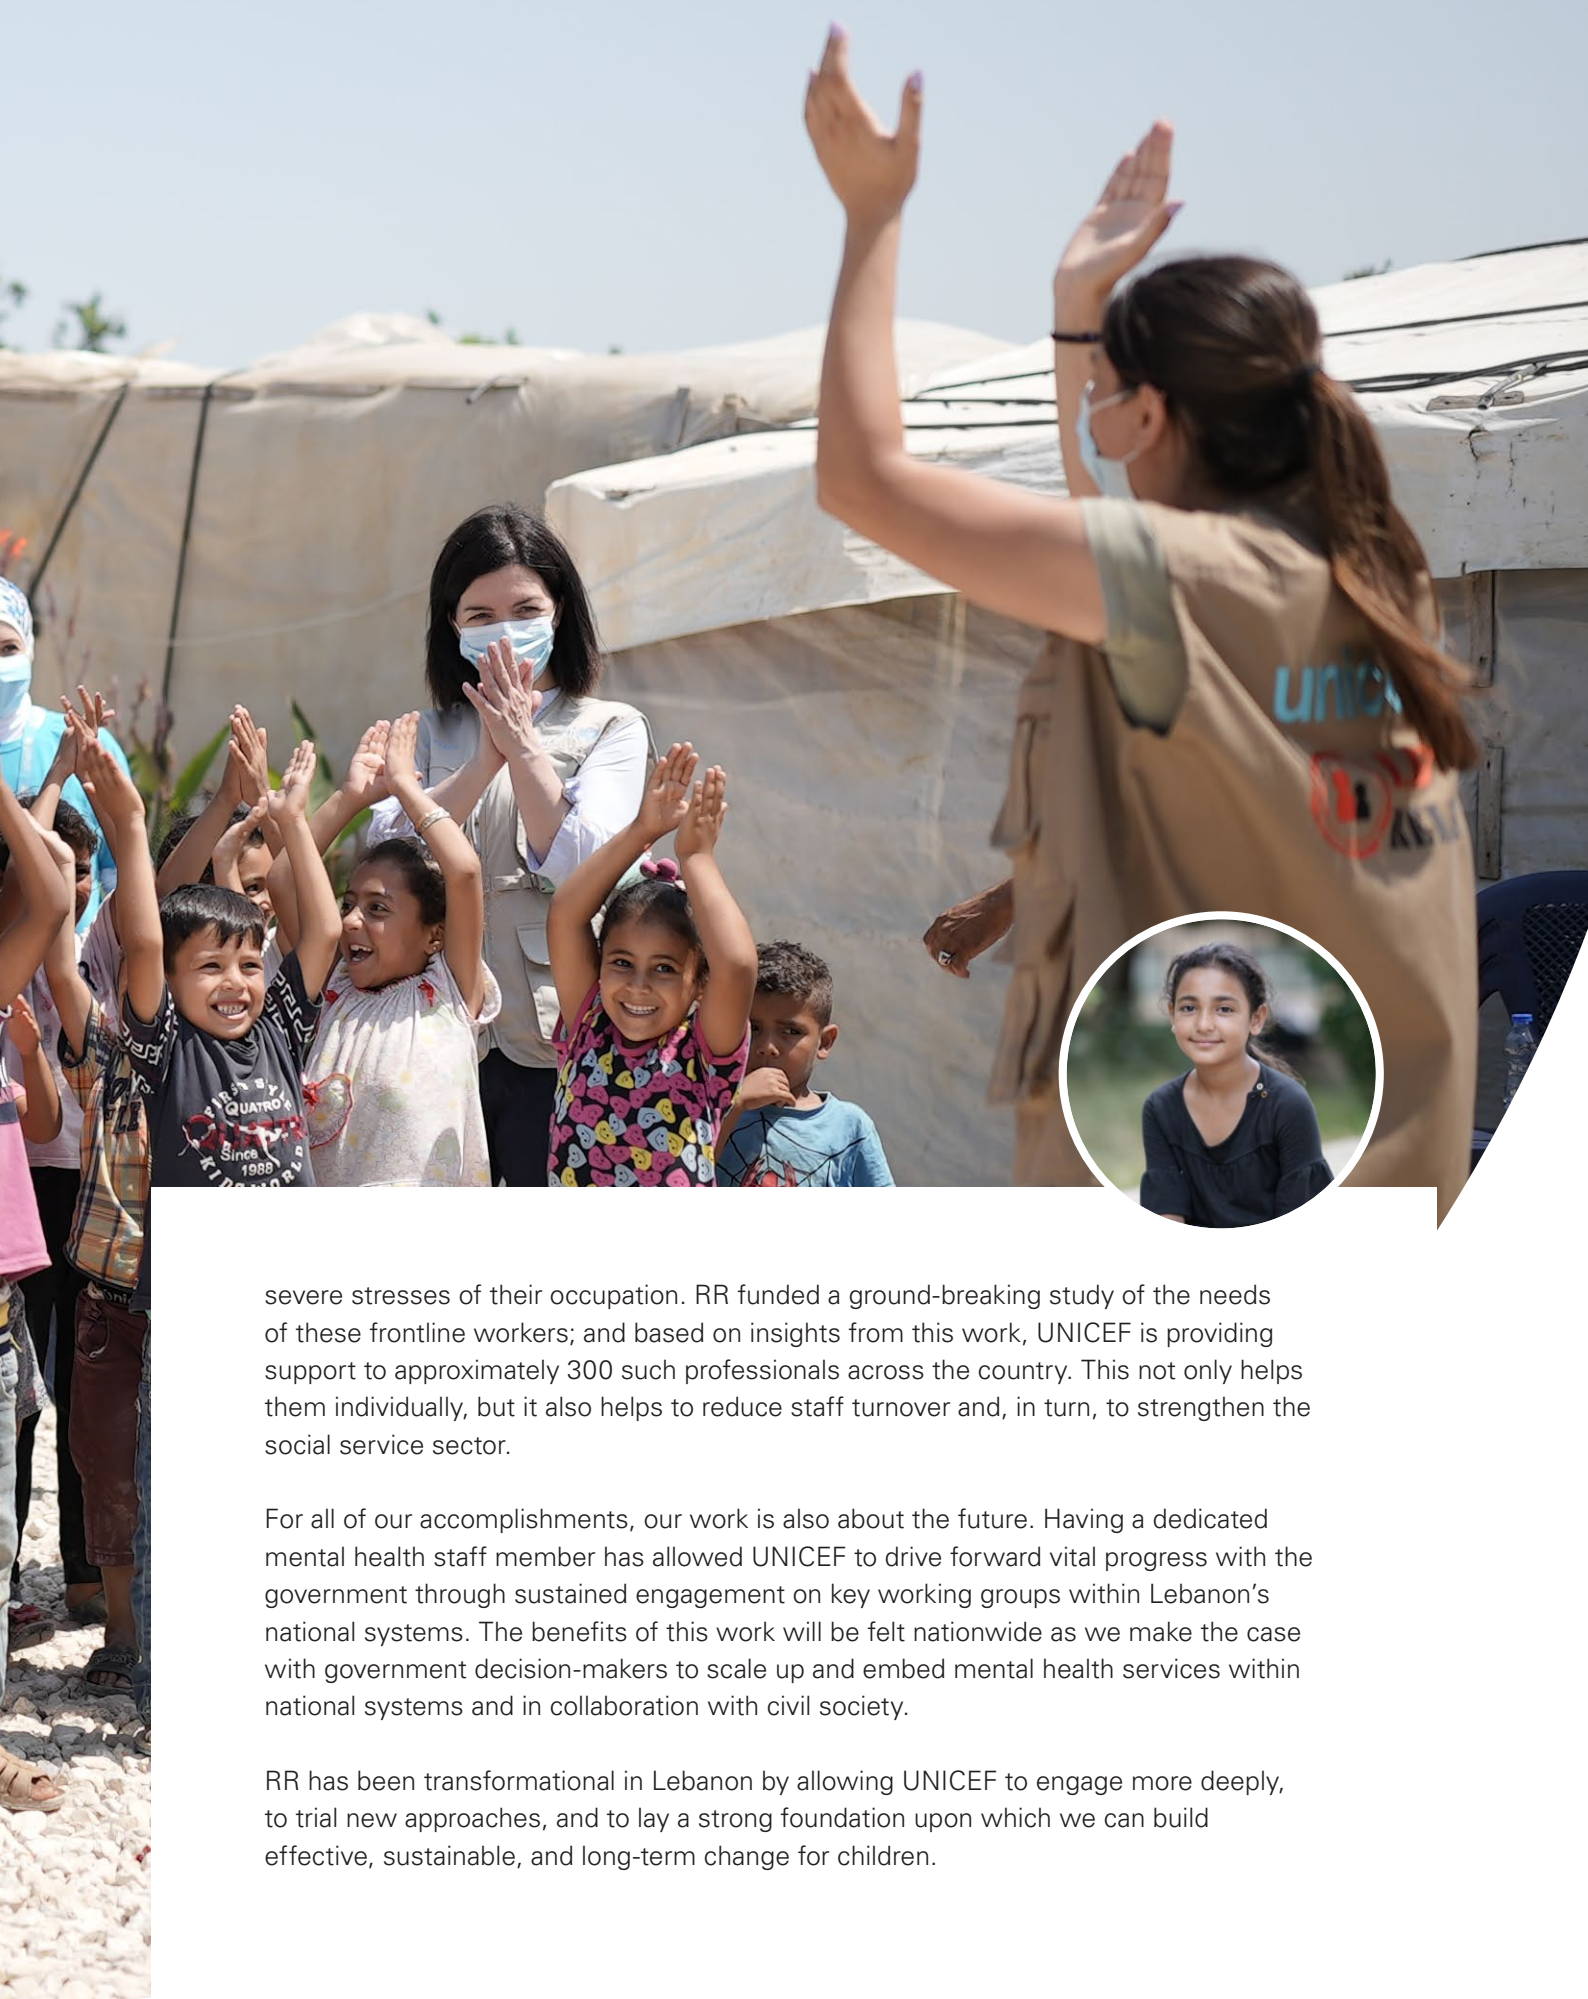 unic
FIRST SY
QUATRO
Since
1988
KIDS WORLD
severe stresses of their occupation. RR funded a ground-breaking study of the needs
of these frontline workers; and based on insights from this work, UNICEF is providing
support to approximately 300 such professionals across the country. This not only helps
them individually, but it also helps to reduce staff turnover and, in turn, to strengthen the
social service sector.
For all of our accomplishments, our work is also about the future. Having a dedicated
mental health staff member has allowed UNICEF to drive forward vital progress with the
government through sustained engagement on key working groups within Lebanon’s
national systems. The benefits of this work will be felt nationwide as we make the case
with government decision-makers to scale up and embed mental health services within
national systems and in collaboration with civil society.
RR has been transformational in Lebanon by allowing UNICEF to engage more deeply,
to trial new approaches, and to lay a strong foundation upon which we can build
effective, sustainable, and long-term change for children.